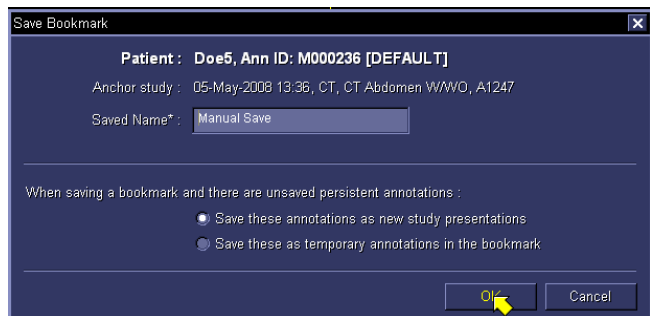 Save Bookmark
Patient : Doe5, Ann ID: M000236 [DEFAULT]
Anchor study : 05-May-2008 13:36, CT, CT Abdomen W/WO, A1247
Saved Name* : Manual Save
When saving a bookmark and there are unsaved persistent annotations :
Save these annotations as new study presentations
Save these as temporary annotations in the bookmark
OK Cancel